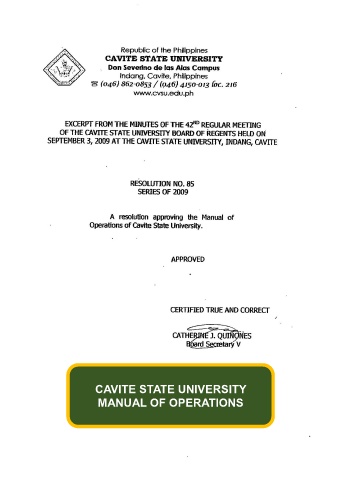 Republic of the Philippines
CAVITE STATE UNIVERSITY
Don Severino de las Alas Campus
Indang, Cavite, Philippines
☎ (046) 862-0853 / (046) 4150-013 loc. 216
www.cvsu.edu.ph
EXCERPT FROM THE MINUTES OF THE 42ND REGULAR MEETING
OF THE CAVITE STATE UNIVERSITY BOARD OF REGENTS HELD ON
SEPTEMBER 3, 2009 AT THE CAVITE STATE UNIVERSITY, INDANG, CAVITE
RESOLUTION NO. 85
SERIES OF 2009
A resolution approving the Manual of
Operations of Cavite State University.
APPROVED
CERTIFIED TRUE AND CORRECT
CATHERINE J. QUINONES
Board Secretary V
CAVITE STATE UNIVERSITY
MANUAL OF OPERATIONS